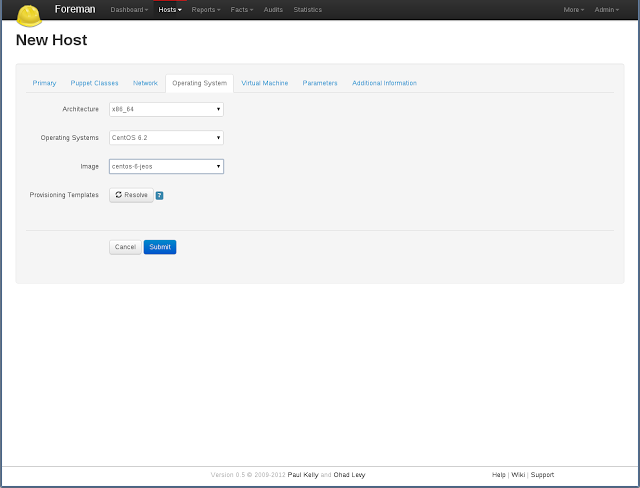 Foreman Dashboard Hosts Reports Facts Audits Statistics More Admin
New Host
Primary Puppet Classes Network Operating System Virtual Machine Parameters Additional Information
Architecture x86_64
Operating Systems CentOS 6.2
Image centos-6-jeos
Provisioning Templates Resolve ?
Cancel Submit
Version 0.5 © 2009-2012 Paul Kelly and Ohad Levy Help | Wiki | Support